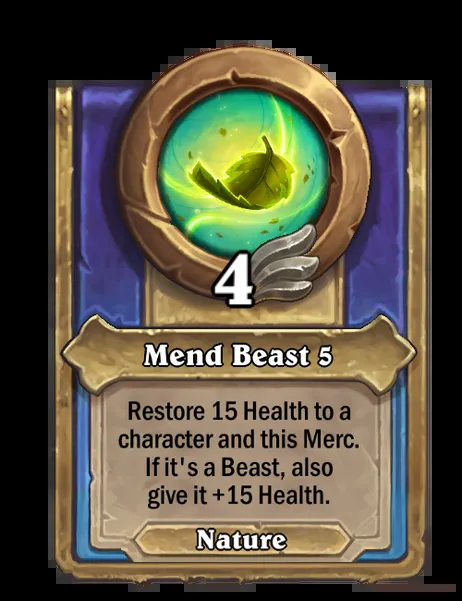 4
Mend Beast 5
Restore 15 Health to a
character and this Merc.
If it's a Beast, also
give it +15 Health.
Nature